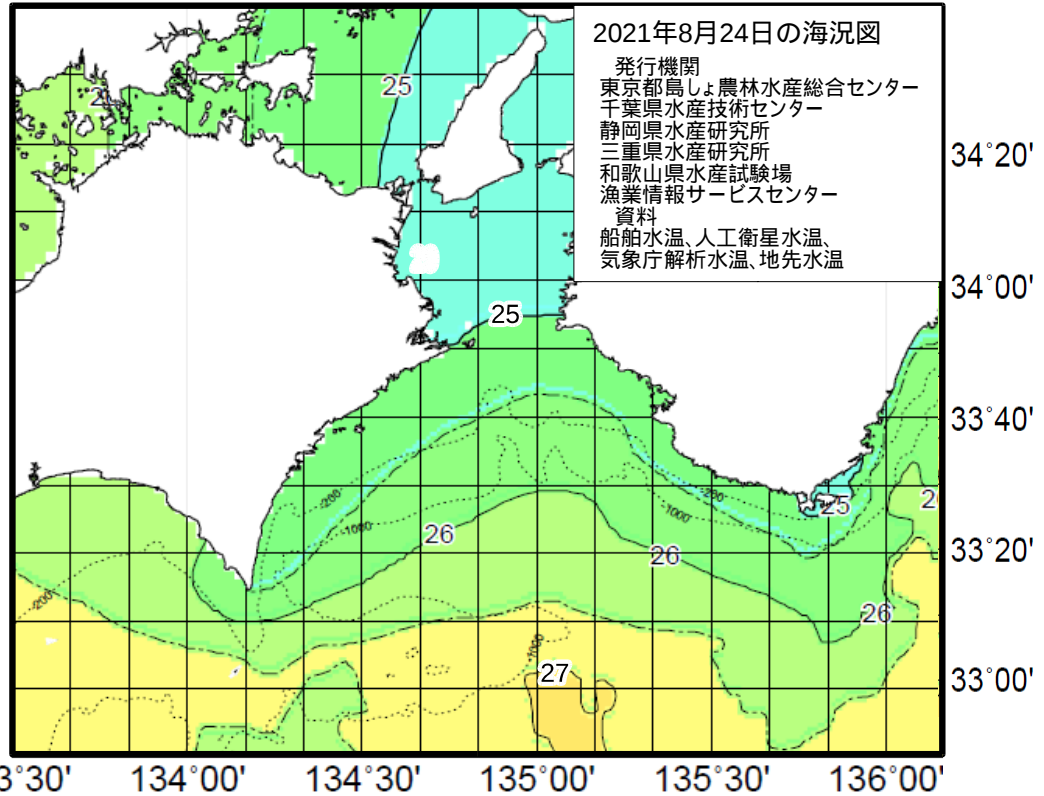 2021年8月24日の海況図
発行機関
東京都島しょ農林水産総合センター
千葉県水産技術センター
静岡県水産研究所
三重県水産研究所
和歌山県水産試験場
漁業情報サービスセンター
資料
船舶水温、人工衛星水温、
気象庁解析水温、地先水温
25
34°20'
34°00'
25
33°40'
-200
-200
25
-1000
-1000
26
26
33°20'
-200
26
-1000
27
33°00'
3°30'
134°00'
134°30'
135°00'
135°30'
136°00'